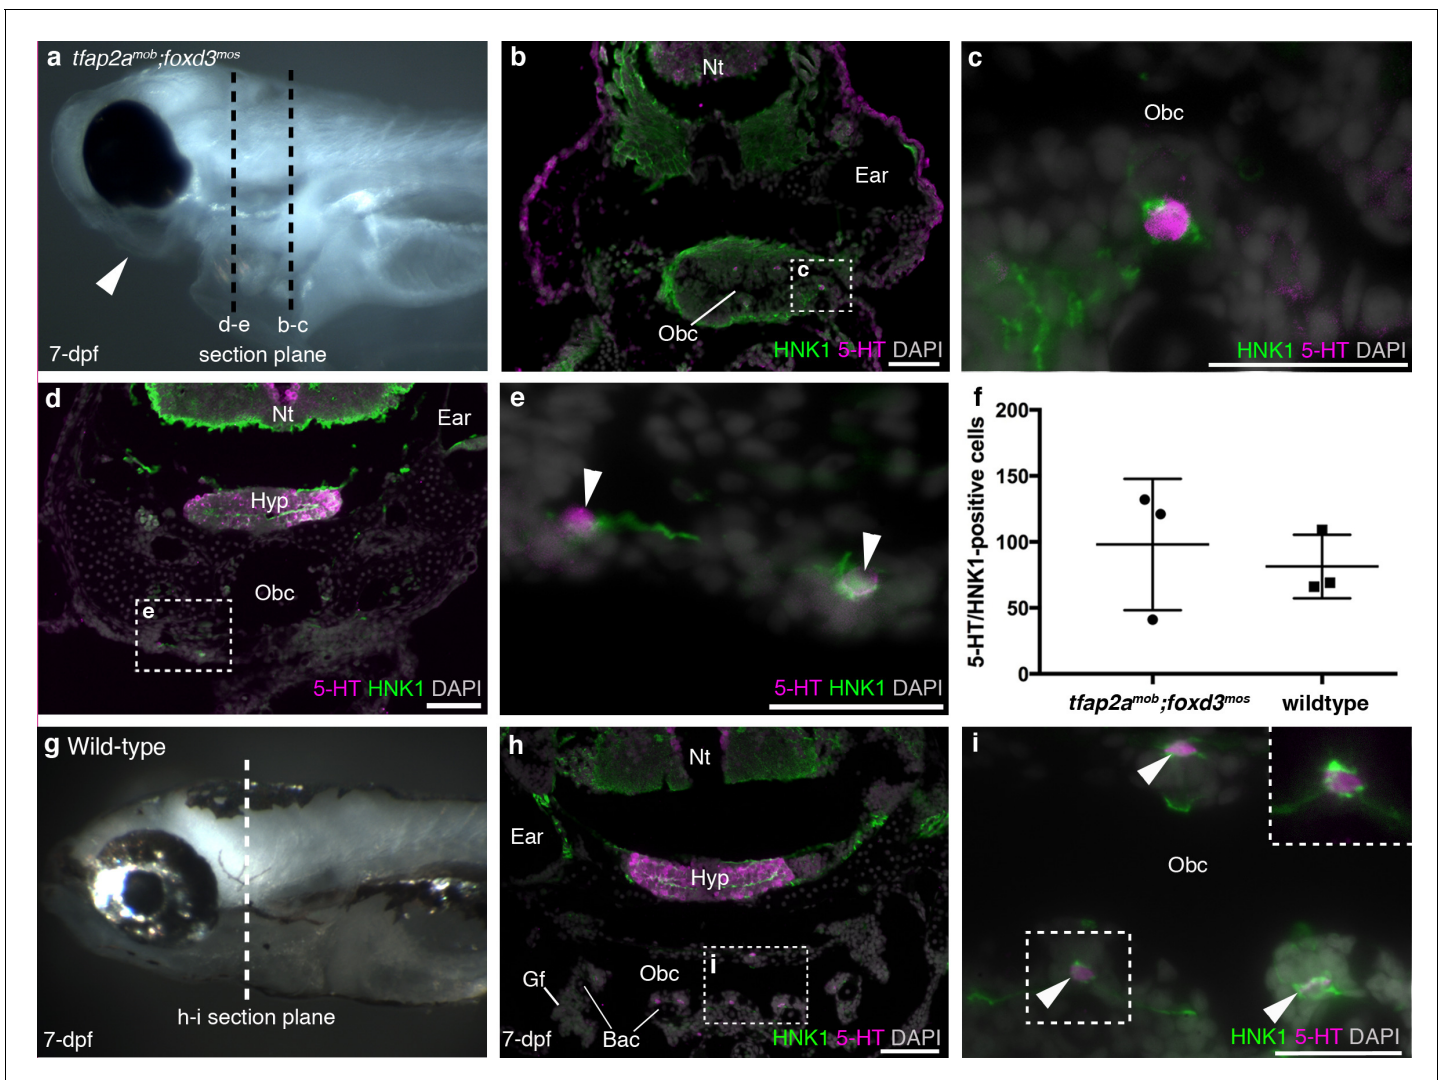 a tfap2a^mob;foxd3^mos
d-e b-c
section plane
7-dpf
b
Nt
Ear
c
Obc
HNK1 5-HT DAPI
c
Obc
HNK1 5-HT DAPI
d
Nt
Ear
Hyp
Obc
e
5-HT HNK1 DAPI
e
5-HT HNK1 DAPI
f
5-HT/HNK1-positive cells
200
150
100
50
0
tfap2a^mob;foxd3^mos wildtype
g Wild-type
h-i section plane
7-dpf
h
Nt
Ear
Hyp
i
Gf
Obc
Bac
7-dpf
HNK1 5-HT DAPI
i
Obc
HNK1 5-HT DAPI